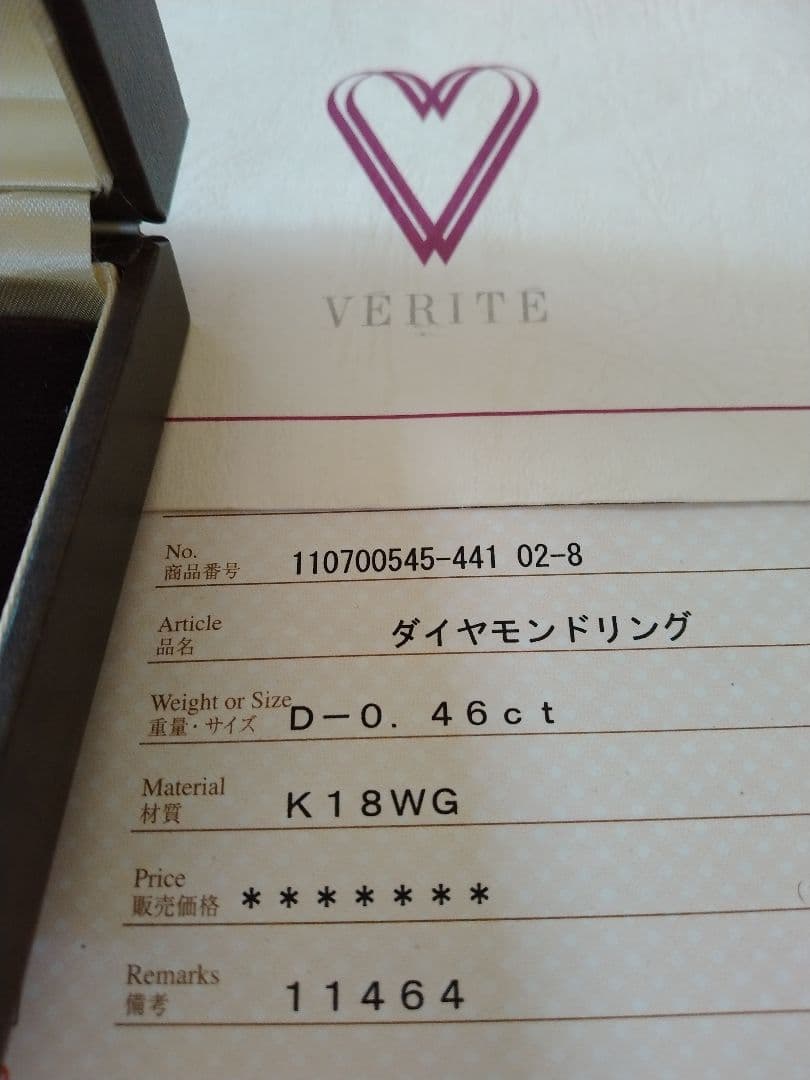 VERITE
No.
商品番号 110700545-441 02-8
Article
品名 ダイヤモンドリング
Weight or Size
重量・サイズ D－0．46ct
Material
材質 K18WG
Price
販売価格 *******
Remarks
備考 11464